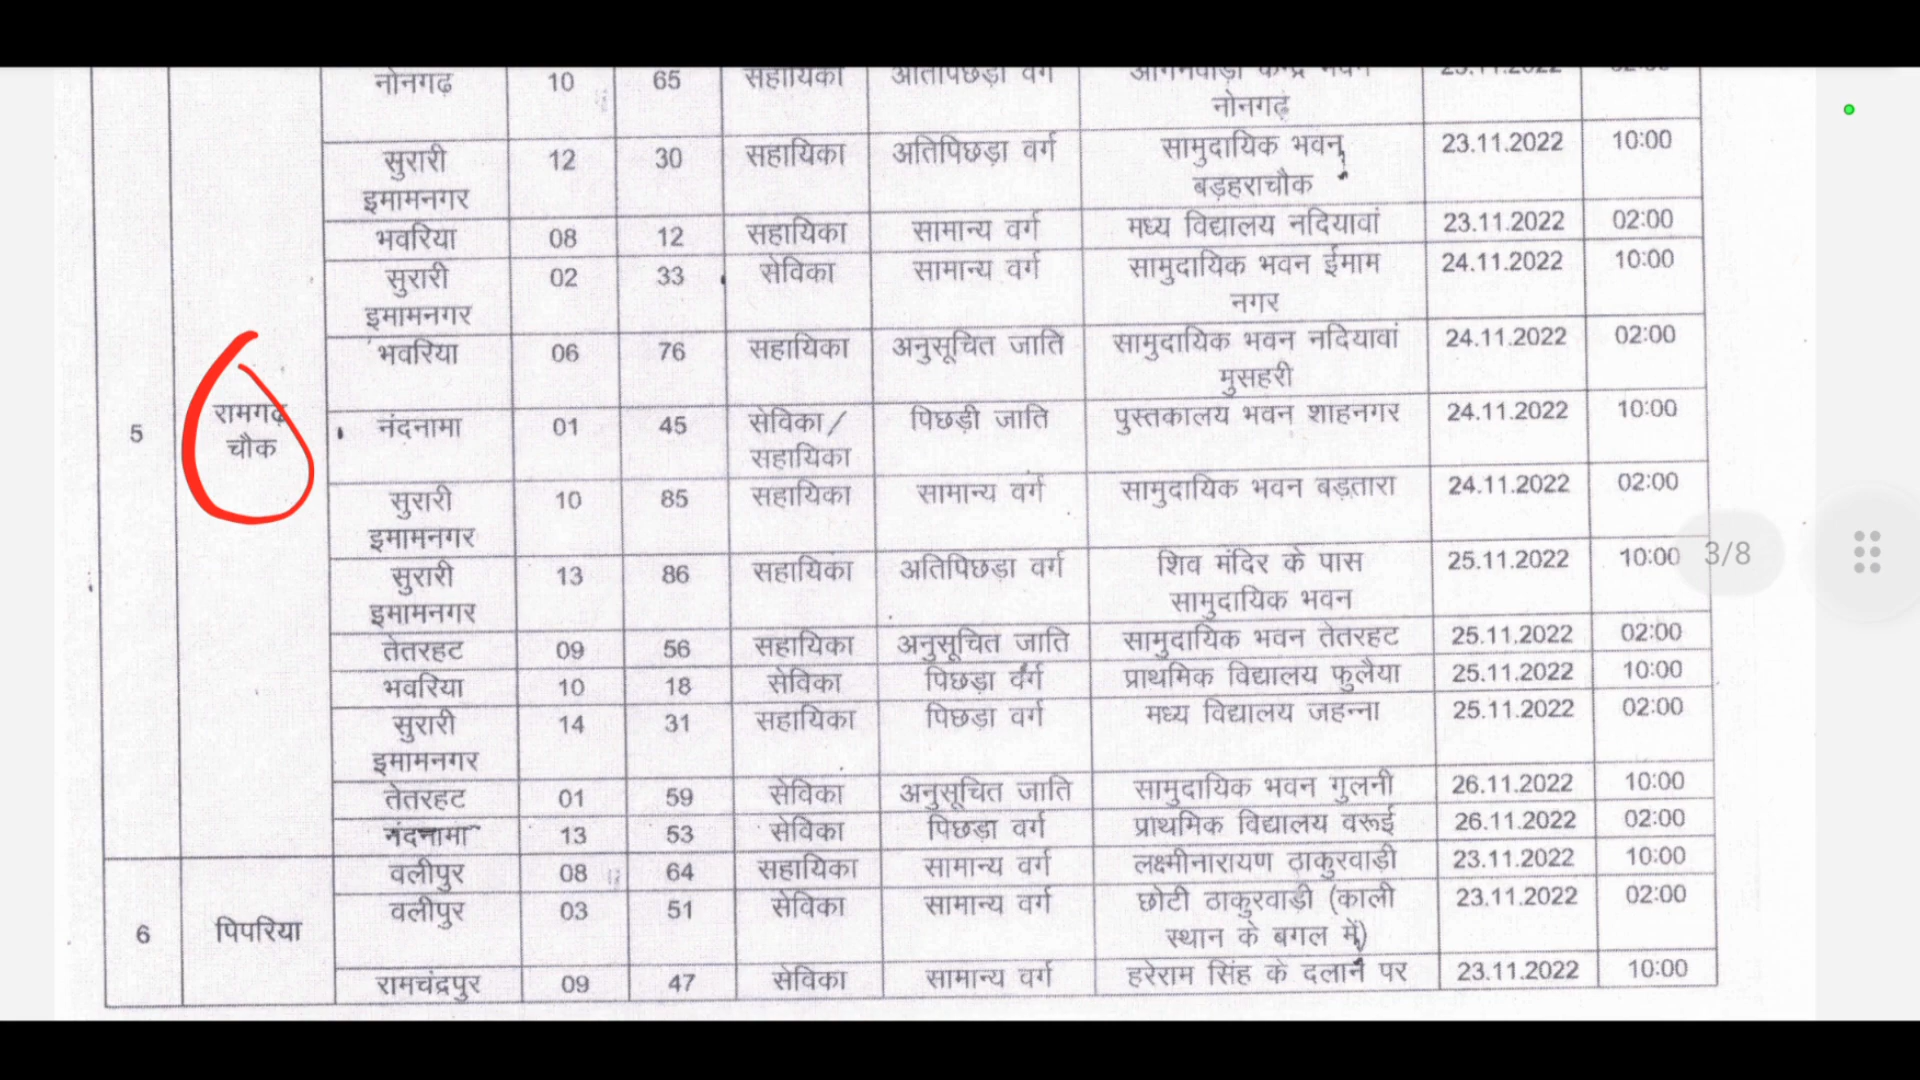 नोनगढ़ 10 65 सहायिका अतिपिछड़ा वर्ग आंगनवाड़ी केन्द्र भवन
नोनगढ़
सुरारी 12 30 सहायिका अतिपिछड़ा वर्ग सामुदायिक भवन, 23.11.2022 10:00
इमामनगर बड़हराचौक
भवरिया 08 12 सहायिका सामान्य वर्ग मध्य विद्यालय नदियावां 23.11.2022 02:00
सुरारी 02 33 सेविका सामान्य वर्ग सामुदायिक भवन ईमाम 24.11.2022 10:00
इमामनगर नगर
भवरिया 06 76 सहायिका अनुसूचित जाति सामुदायिक भवन नदियावां 24.11.2022 02:00
मुसहरी
5 रामगढ़ नंदनामा 01 45 सेविका/ पिछड़ी जाति पुस्तकालय भवन शाहनगर 24.11.2022 10:00
चौक सहायिका
सुरारी 10 85 सहायिका सामान्य वर्ग सामुदायिक भवन बड़तारा 24.11.2022 02:00
इमामनगर
सुरारी 13 86 सहायिका अतिपिछड़ा वर्ग शिव मंदिर के पास 25.11.2022 10:00 3/8
इमामनगर सामुदायिक भवन
तेतरहट 09 56 सहायिका अनुसूचित जाति सामुदायिक भवन तेतरहट 25.11.2022 02:00
भवरिया 10 18 सेविका पिछड़ा वर्ग प्राथमिक विद्यालय फुलैया 25.11.2022 10:00
सुरारी 14 31 सहायिका पिछड़ा वर्ग मध्य विद्यालय जहन्ना 25.11.2022 02:00
इमामनगर
तेतरहट 01 59 सेविका अनुसूचित जाति सामुदायिक भवन गुलनी 26.11.2022 10:00
नंदनामा 13 53 सेविका पिछड़ा वर्ग प्राथमिक विद्यालय वरूई 26.11.2022 02:00
वलीपुर 08 64 सहायिका सामान्य वर्ग लक्ष्मीनारायण ठाकुरवाड़ी 23.11.2022 10:00
6 पिपरिया वलीपुर 03 51 सेविका सामान्य वर्ग छोटी ठाकुरवाड़ी (काली 23.11.2022 02:00
स्थान के बगल में)
रामचंद्रपुर 09 47 सेविका सामान्य वर्ग हरेराम सिंह के दलान पर 23.11.2022 10:00